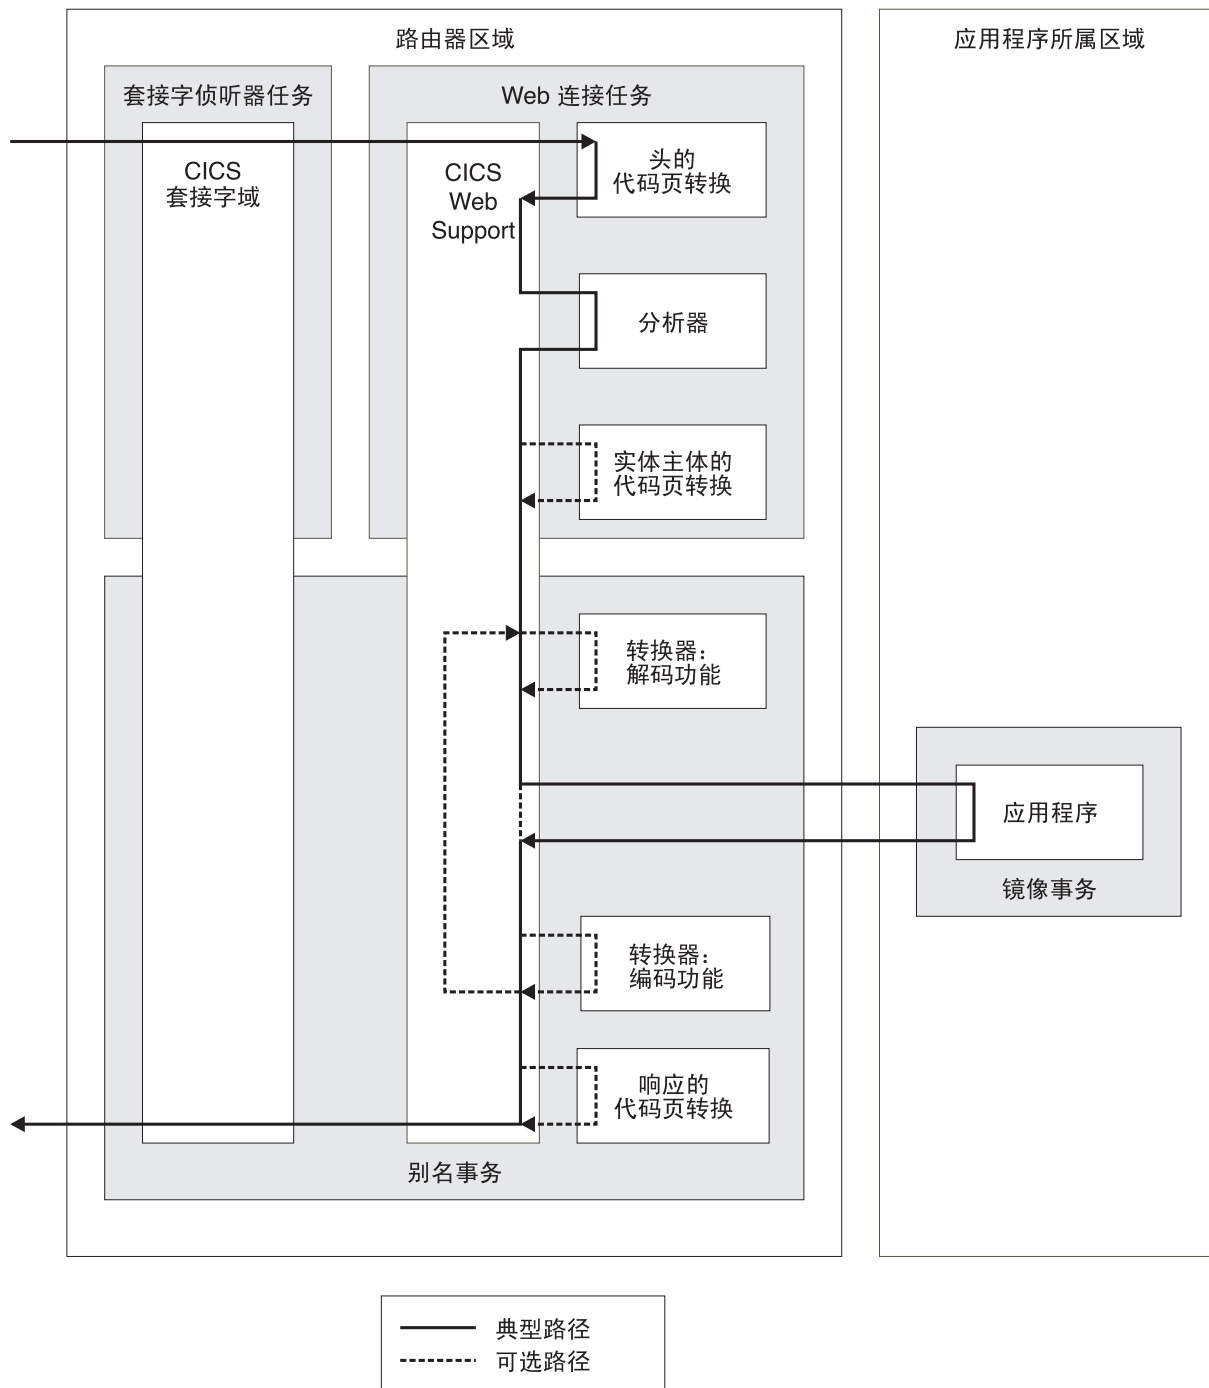 路由器区域
应用程序所属区域
套接字侦听器任务
Web 连接任务
CICS
套接字域
CICS
Web
Support
头的
代码页转换
分析器
实体主体的
代码页转换
转换器：
解码功能
应用程序
镜像事务
转换器：
编码功能
响应的
代码页转换
别名事务
典型路径
可选路径